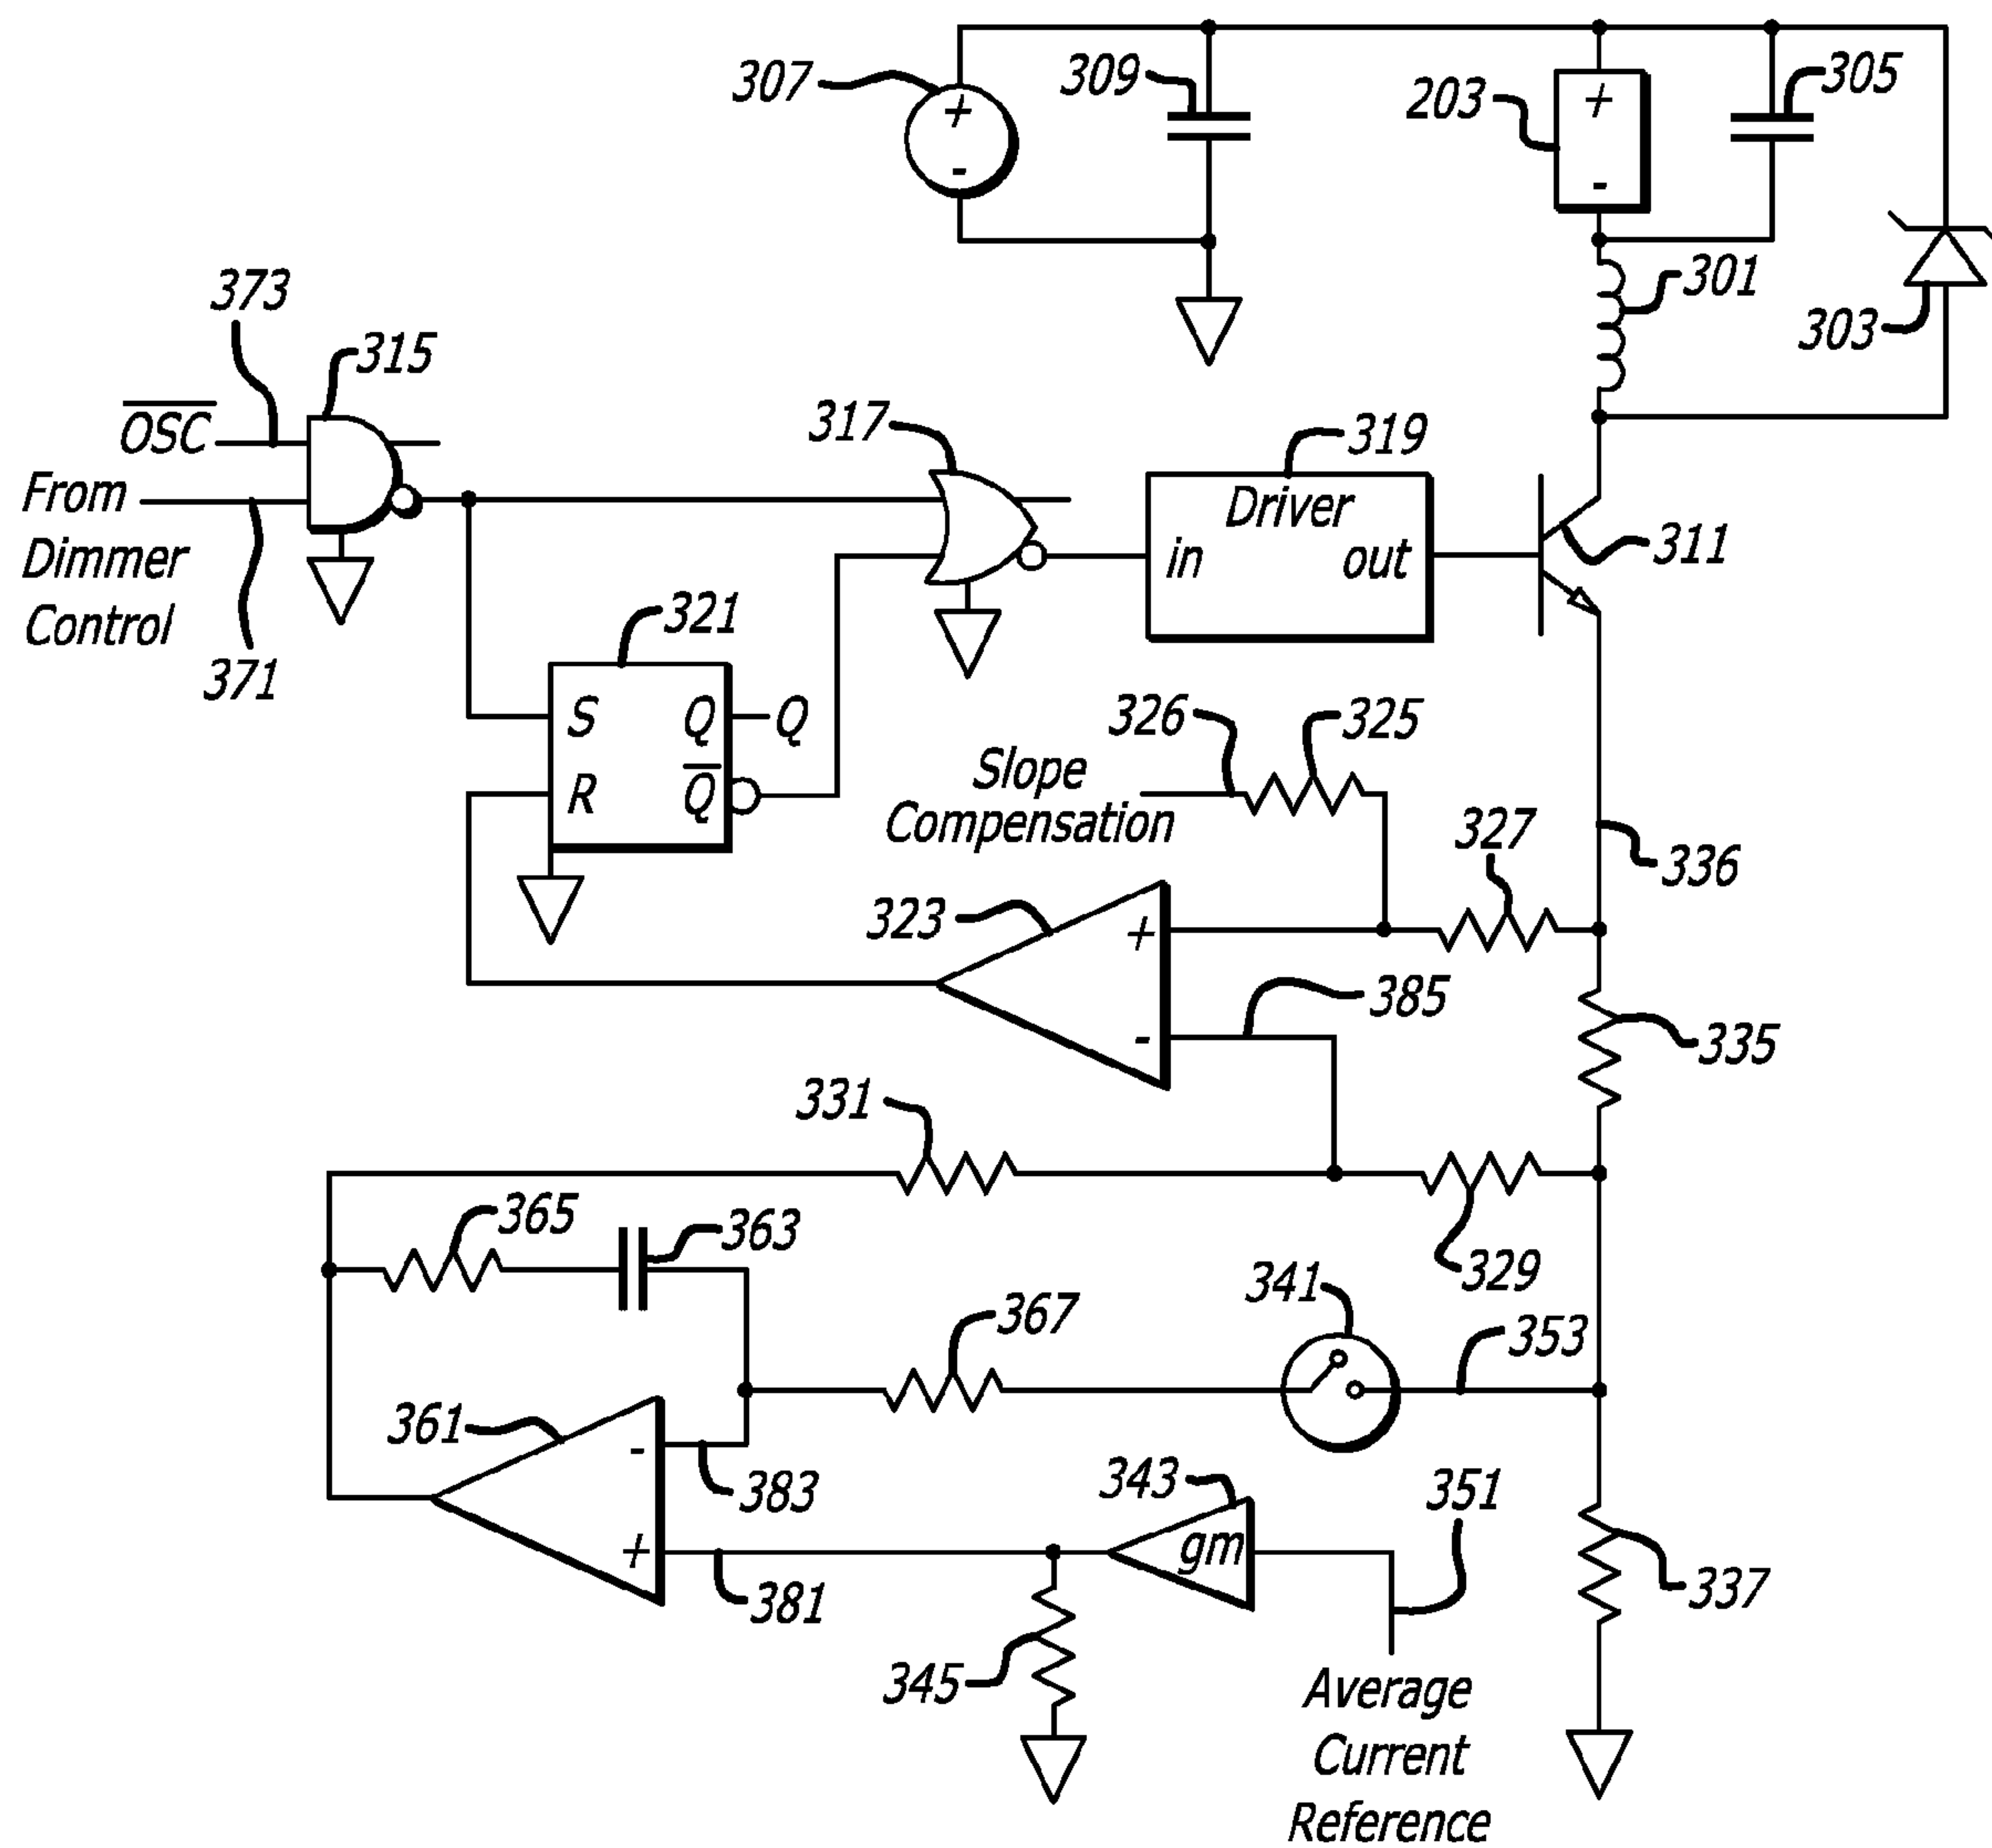 307
+
-
309
203
+
-
305
301
303
373
315
OSC
From
Dimmer
Control
371
317
319
Driver
in
out
311
321
S
Q
Q
R
Q
326
325
Slope
Compensation
327
336
323
+
-
385
335
331
365
363
329
341
367
353
361
-
383
343
gm
351
+
381
337
345
Average
Current
Reference